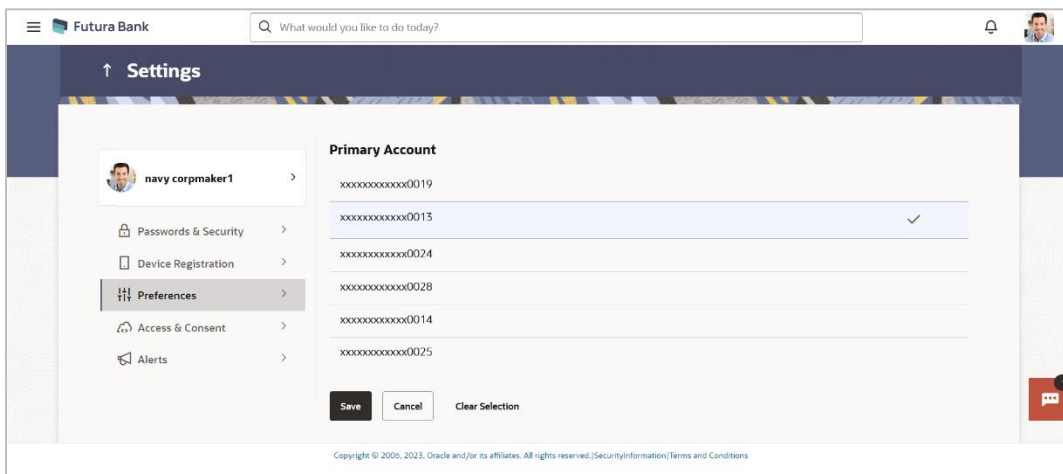 Futura Bank
What would you like to do today?
↑ Settings
navy corpmaker1
Passwords & Security
Device Registration
Preferences
Access & Consent
Alerts
Primary Account
xxxxxxxxxxxx0019
xxxxxxxxxxxx0013
xxxxxxxxxxxx0024
xxxxxxxxxxxx0028
xxxxxxxxxxxx0014
xxxxxxxxxxxx0025
Save Cancel Clear Selection
Copyright © 2006, 2023, Oracle and/or its affiliates. All rights reserved.|SecurityInformation|Terms and Conditions